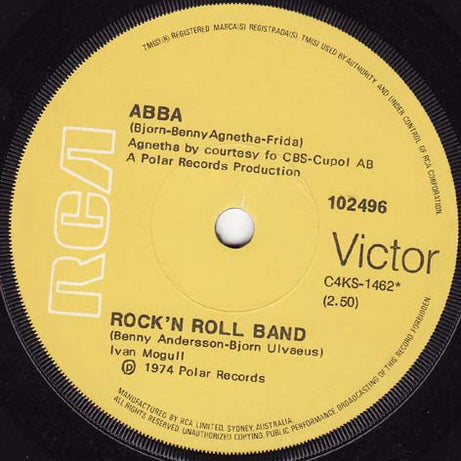 TM(S)® REGISTERED MARCA(S) REGISTRADA(S). TM(S) USED BY AUTHORITY AND UNDER CONTROL OF RCA CORPORATION
ABBA
(Bjorn-BennyAgnetha-Frida)
Agnetha by courtesy fo CBS-Cupol AB
A Polar Records Production
RCA
102496
Victor
C4KS-1462*
(2.50)
ROCK'N ROLL BAND
(Benny Andersson-Bjorn Ulvaeus)
Ivan Mogull
℗ 1974 Polar Records
MANUFACTURED BY RCA LIMITED, SYDNEY, AUSTRALIA.
ALL RIGHTS RESERVED. UNAUTHORIZED COPYING, PUBLIC PERFORMANCE, BROADCASTING OF THIS RECORD FORBIDDEN.